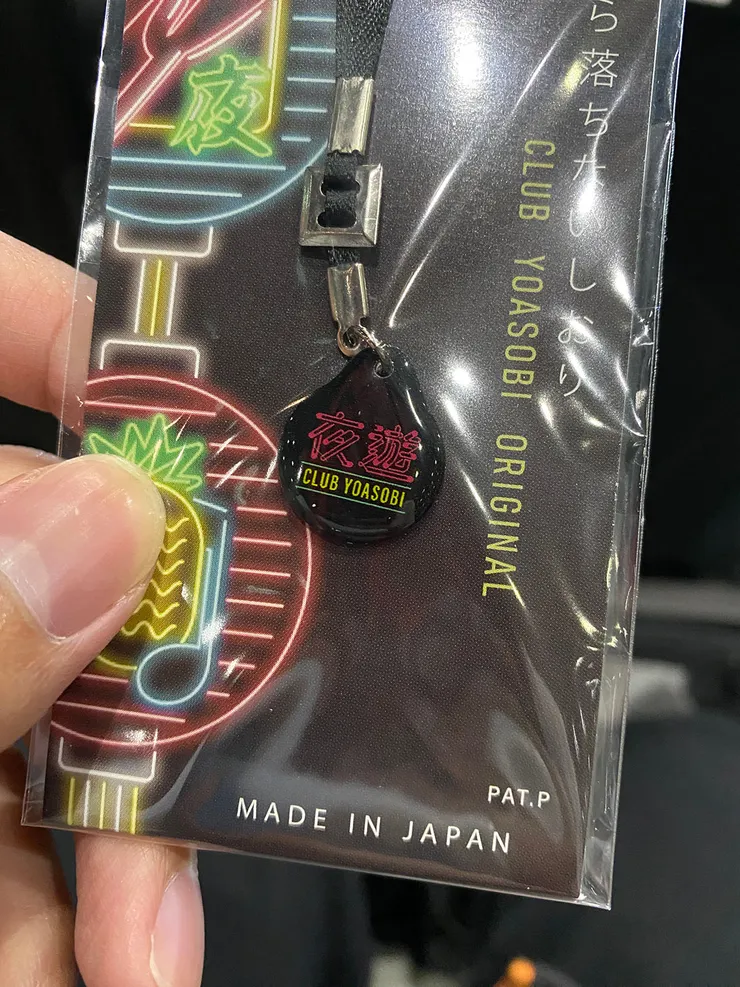 夜
ら落ちないしおり
CLUB YOASOBI ORIGINAL
夜遊
CLUB YOASOBI
PAT.P
MADE IN JAPAN